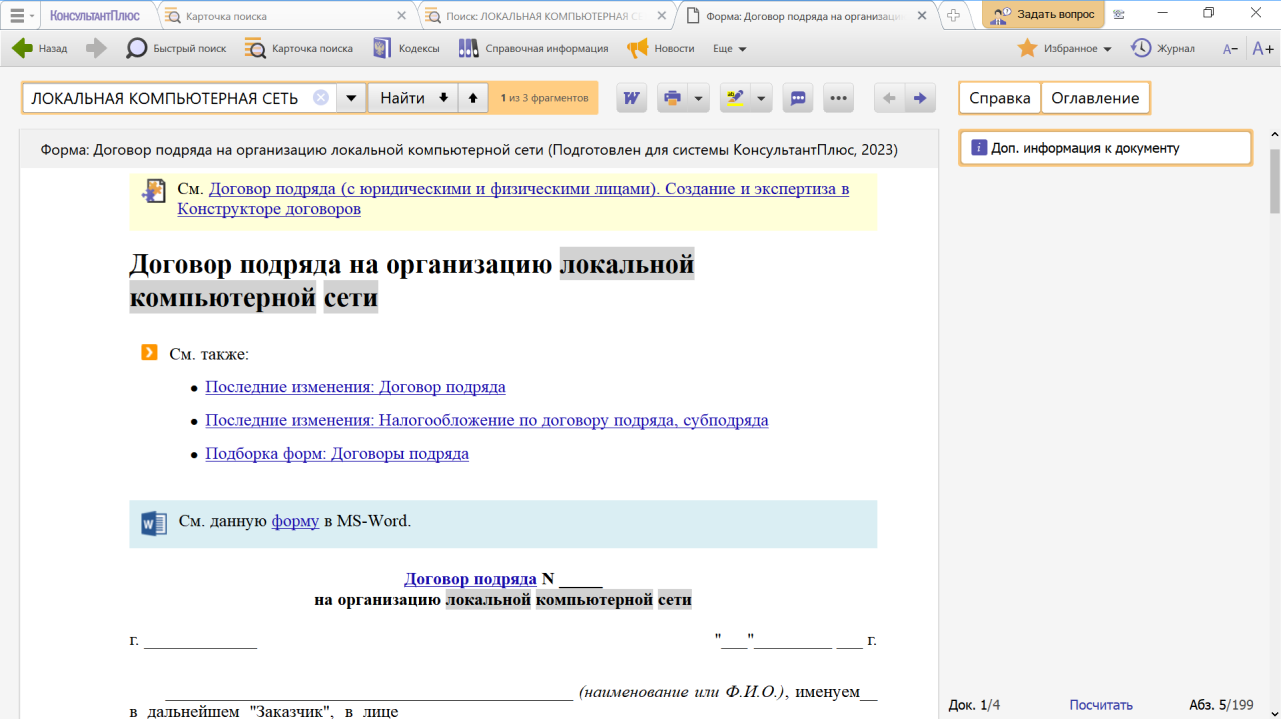 КонсультантПлюс
Карточка поиска
Поиск: ЛОКАЛЬНАЯ КОМПЬЮТЕРНАЯ С
Форма: Договор подряда на организаци
Задать вопрос
Назад
Быстрый поиск
Карточка поиска
Кодексы
Справочная информация
Новости
Еще
Избранное
Журнал
A−
A+
ЛОКАЛЬНАЯ КОМПЬЮТЕРНАЯ СЕТЬ
Найти
1 из 3 фрагментов
Справка
Оглавление
Форма: Договор подряда на организацию локальной компьютерной сети (Подготовлен для системы КонсультантПлюс, 2023)
i Доп. информация к документу
См. Договор подряда (с юридическими и физическими лицами). Создание и экспертиза в
Конструкторе договоров
Договор подряда на организацию локальной
компьютерной сети
См. также:
• Последние изменения: Договор подряда
• Последние изменения: Налогообложение по договору подряда, субподряда
• Подборка форм: Договоры подряда
См. данную форму в MS-Word.
Договор подряда N _____
на организацию локальной компьютерной сети
г. _____________ "___"_________ ___ г.
_______________________________________________ (наименование или Ф.И.О.), именуем__
в дальнейшем "Заказчик", в лице
Док. 1/4
Посчитать
Абз. 5/199